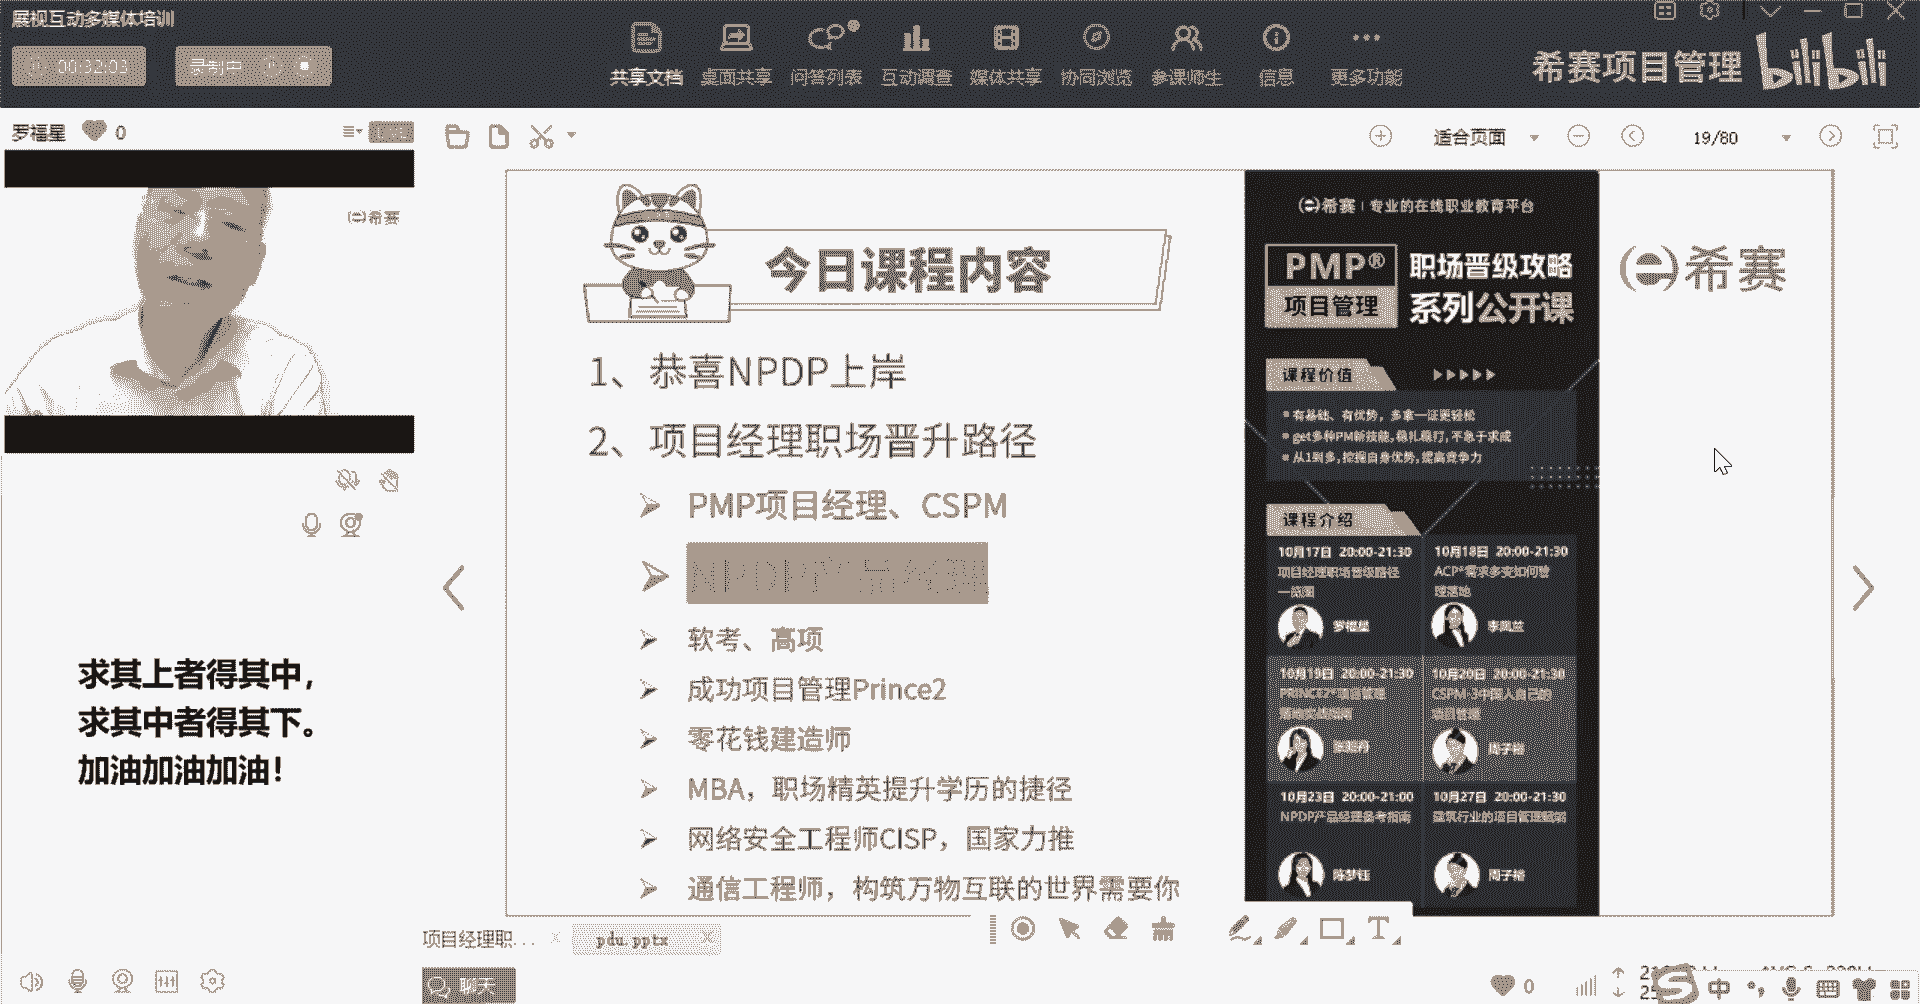 展视互动多媒体培训
00:32:03
录制中
共享文档
桌面共享
问答列表
互动调查
媒体共享
协同浏览
参课师生
信息
更多功能
希赛项目管理
bilibili
罗福星
0
适合页面
19/80
希赛
今日课程内容
1、恭喜NPDP上岸
2、项目经理职场晋升路径
PMP项目经理、CSPM
NPDP产品经理
软考、高项
成功项目管理Prince2
零花钱建造师
MBA，职场精英提升学历的捷径
网络安全工程师CISP，国家力推
通信工程师，构筑万物互联的世界需要你
希赛 | 专业的在线职业教育平台
PMP®
项目管理
职场晋级攻略
系列公开课
课程价值
有基础、有优势，多拿一证更轻松
get多种PM新技能,稳扎稳打,不急于求成
从1到多,挖掘自身优势,提高竞争力
课程介绍
10月17日 20:00-21:30
项目经理职场晋级路径
一览图
罗福星
10月18日 20:00-21:30
ACP®需求多变如何管
理落地
李凤兰
10月19日 20:00-21:30
PRINCE2®项目管理
10月20日 20:00-21:30
CSPM-3中国人自己的
项目管理
周子裕
10月23日 20:00-21:00
NPDP产品经理备考指南
陈梦钰
10月27日 20:00-21:30
建筑行业的项目管理
周子裕
希赛
求其上者得其中，
求其中者得其下。
加油加油加油！
项目经理职...
pdu.pptx
聊天
0
中